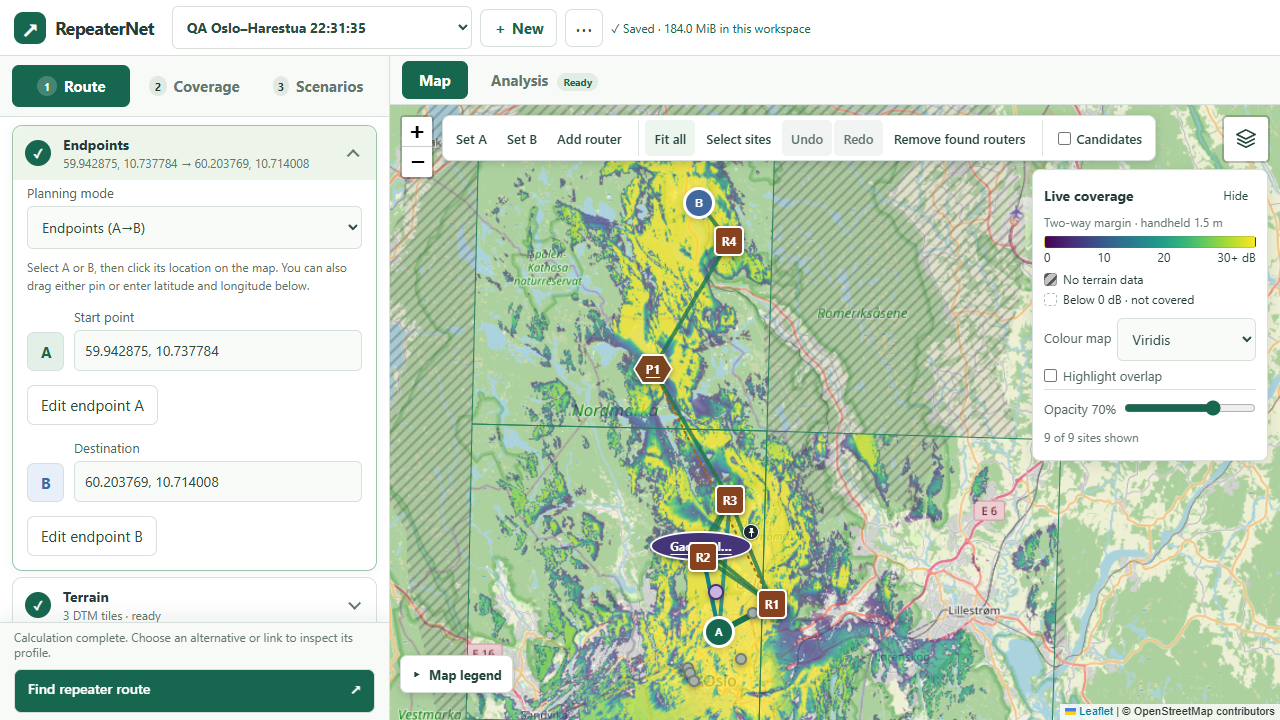 RepeaterNet
QA Oslo–Harestua 22:31:35
+ New
...
✓ Saved · 184.0 MiB in this workspace
1 Route
2 Coverage
3 Scenarios
Map
Analysis Ready
Endpoints
59.942875, 10.737784 → 60.203769, 10.714008
Planning mode
Endpoints (A→B)
Select A or B, then click its location on the map. You can also
drag either pin or enter latitude and longitude below.
Start point
A
59.942875, 10.737784
Edit endpoint A
Destination
B
60.203769, 10.714008
Edit endpoint B
Terrain
3 DTM tiles · ready
Calculation complete. Choose an alternative or link to inspect its
profile.
Find repeater route
+
−
Set A
Set B
Add router
Fit all
Select sites
Undo
Redo
Remove found routers
Candidates
Live coverage
Hide
Two-way margin · handheld 1.5 m
0 10 20 30+ dB
No terrain data
Below 0 dB · not covered
Colour map
Viridis
Highlight overlap
Opacity 70%
9 of 9 sites shown
B
R4
Spålen-
Katnosa
naturreservat
Romeriksåsene
P1
Nordmarka
R3
E 6
R2
R1
Lillestrøm
A
E 16
Oslo
Map legend
Vestmarka
Leaflet | © OpenStreetMap contributors